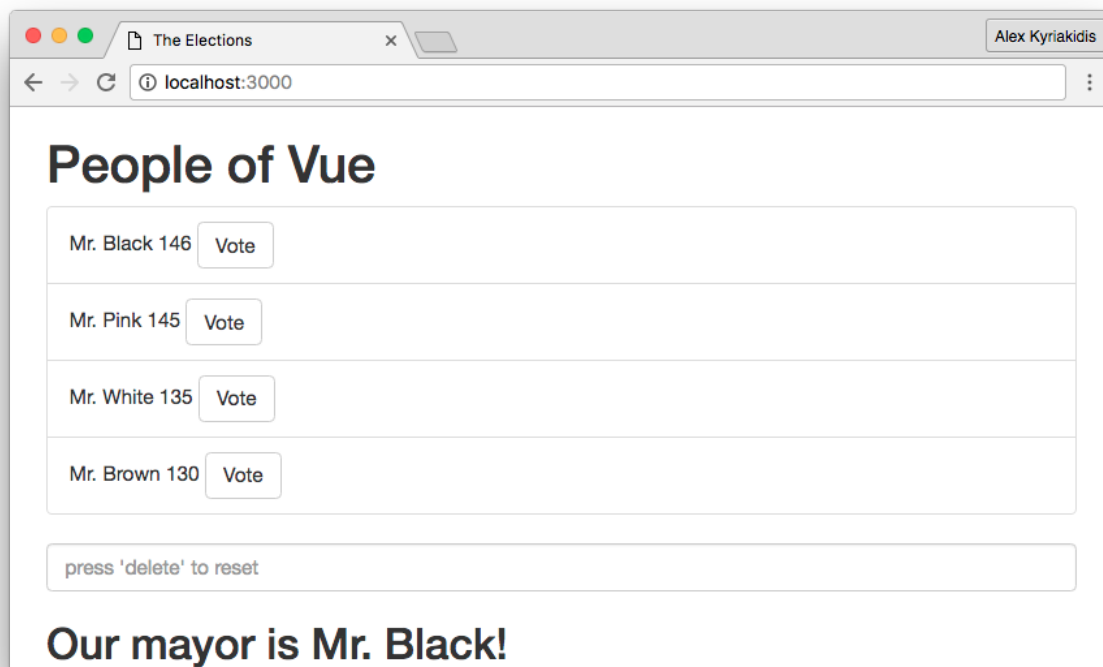 The Elections
Alex Kyriakidis
localhost:3000
People of Vue
Mr. Black 146 Vote
Mr. Pink 145 Vote
Mr. White 135 Vote
Mr. Brown 130 Vote
press 'delete' to reset
Our mayor is Mr. Black!